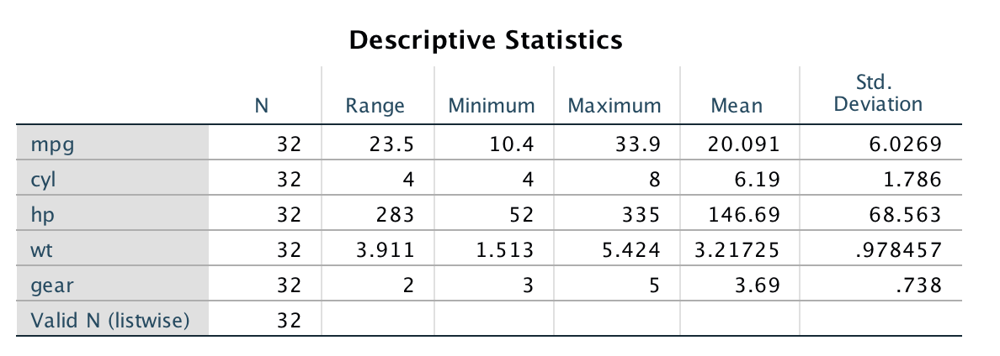 Descriptive Statistics
N Range Minimum Maximum Mean Std. Deviation
mpg 32 23.5 10.4 33.9 20.091 6.0269
cyl 32 4 4 8 6.19 1.786
hp 32 283 52 335 146.69 68.563
wt 32 3.911 1.513 5.424 3.21725 .978457
gear 32 2 3 5 3.69 .738
Valid N (listwise) 32